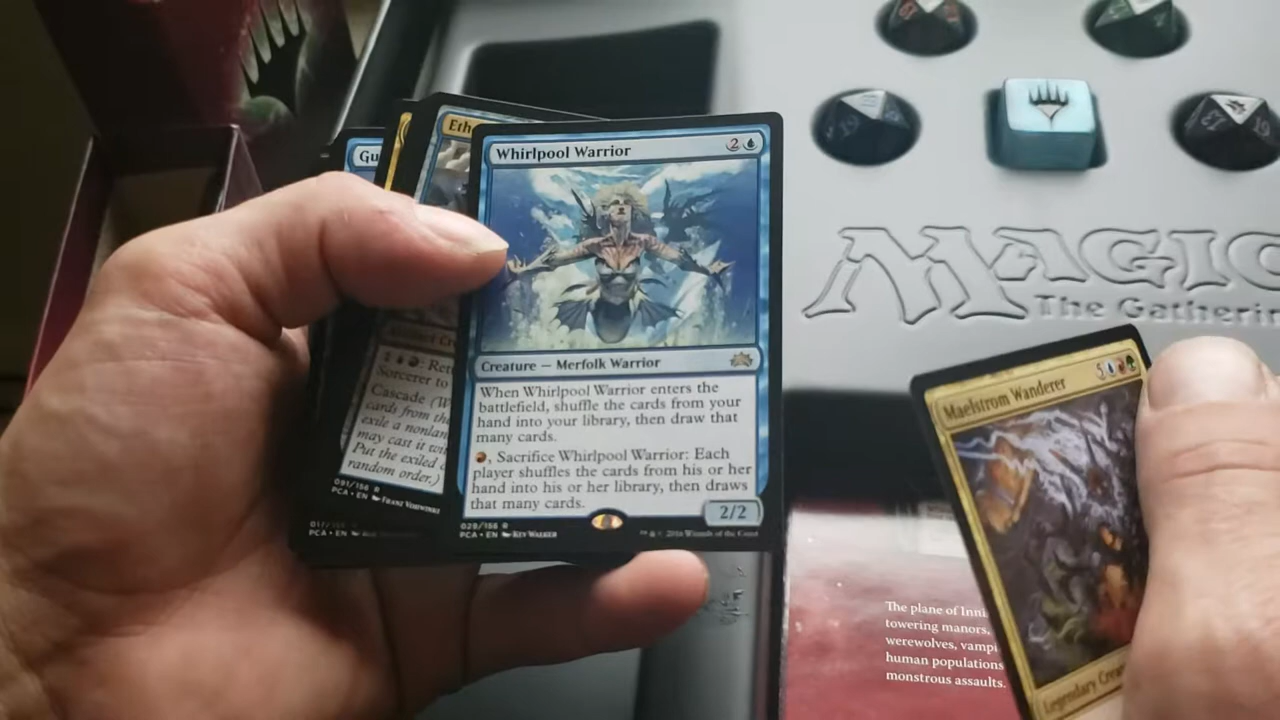 Gu
Eth
Whirlpool Warrior
2
Creature — Merfolk Warrior
When Whirlpool Warrior enters the
battlefield, shuffle the cards from your
hand into your library, then draw that
many cards.
, Sacrifice Whirlpool Warrior: Each
player shuffles the cards from his or her
hand into his or her library, then draws
that many cards.
2/2
029/156 R
PCA • EN Kev Walker
™ & © 2016 Wizards of the Coast
: Ret
Sorcerer to
Cascade (W
cards from the
exile a nonlan
may cast it wit
Put the exiled
random order.)
091/156 R
PCA • EN Franz Vohwinkel
PCA • EN
MAGIC
The Gatherin
Maelstrom Wanderer
5
Legendary Crea
The plane of Inni
towering manors,
werewolves, vampi
human populations
monstrous assaults.